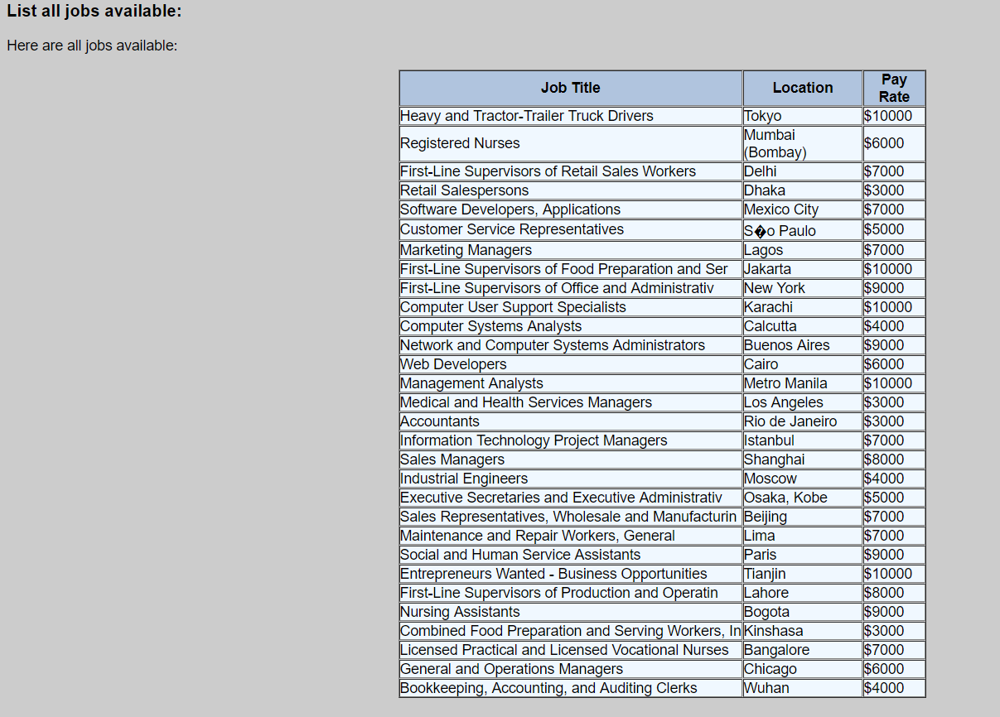 List all jobs available:
Here are all jobs available:
Job Title Location Pay Rate
Heavy and Tractor-Trailer Truck Drivers Tokyo $10000
Registered Nurses Mumbai (Bombay) $6000
First-Line Supervisors of Retail Sales Workers Delhi $7000
Retail Salespersons Dhaka $3000
Software Developers, Applications Mexico City $7000
Customer Service Representatives S�o Paulo $5000
Marketing Managers Lagos $7000
First-Line Supervisors of Food Preparation and Ser Jakarta $10000
First-Line Supervisors of Office and Administrativ New York $9000
Computer User Support Specialists Karachi $10000
Computer Systems Analysts Calcutta $4000
Network and Computer Systems Administrators Buenos Aires $9000
Web Developers Cairo $6000
Management Analysts Metro Manila $10000
Medical and Health Services Managers Los Angeles $3000
Accountants Rio de Janeiro $3000
Information Technology Project Managers Istanbul $7000
Sales Managers Shanghai $8000
Industrial Engineers Moscow $4000
Executive Secretaries and Executive Administrativ Osaka, Kobe $5000
Sales Representatives, Wholesale and Manufacturin Beijing $7000
Maintenance and Repair Workers, General Lima $7000
Social and Human Service Assistants Paris $9000
Entrepreneurs Wanted - Business Opportunities Tianjin $10000
First-Line Supervisors of Production and Operatin Lahore $8000
Nursing Assistants Bogota $9000
Combined Food Preparation and Serving Workers, In Kinshasa $3000
Licensed Practical and Licensed Vocational Nurses Bangalore $7000
General and Operations Managers Chicago $6000
Bookkeeping, Accounting, and Auditing Clerks Wuhan $4000